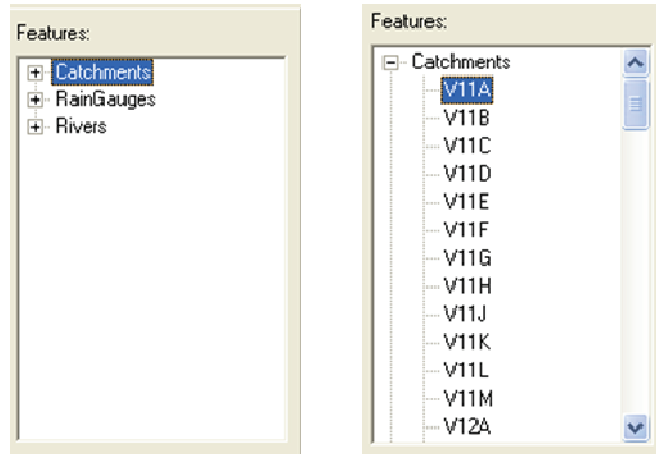 Features:
Catchments
RainGauges
Rivers
Features:
Catchments
V11A
V11B
V11C
V11D
V11E
V11F
V11G
V11H
V11J
V11K
V11L
V11M
V12A